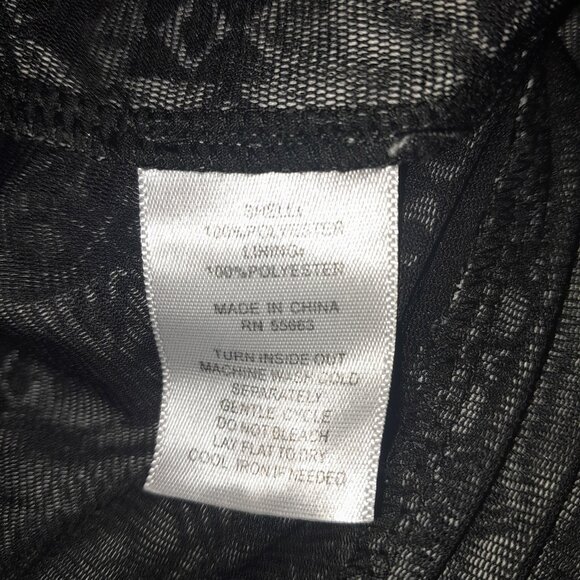 SHELL:
100%POLYESTER
LINING:
100%POLYESTER
MADE IN CHINA
RN 55663
TURN INSIDE OUT
MACHINE WASH COLD
SEPARATELY
GENTLE CYCLE
DO NOT BLEACH
LAY FLAT TO DRY
COOL IRON IF NEEDED